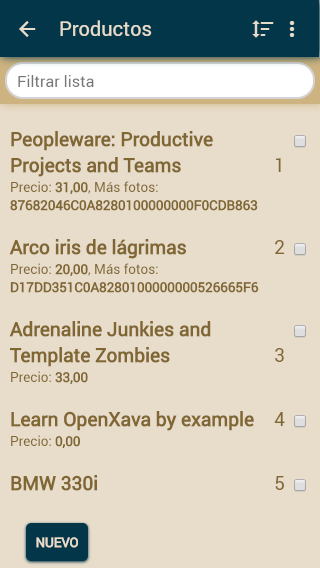 Productos
Filtrar lista
Peopleware: Productive
Projects and Teams 1
Precio: 31,00, Más fotos:
87682046C0A8280100000000F0CDB863
Arco iris de lágrimas 2
Precio: 20,00, Más fotos:
D17DD351C0A8280100000000526665F6
Adrenaline Junkies and
Template Zombies 3
Precio: 33,00
Learn OpenXava by example 4
Precio: 0,00
BMW 330i 5
NUEVO